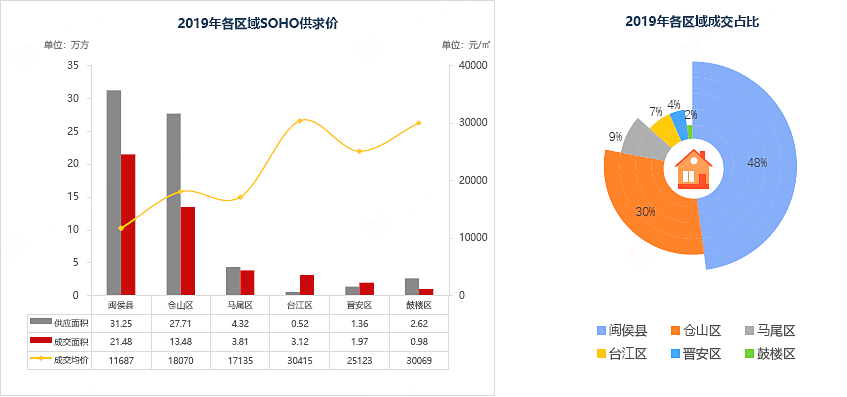 2019年各区域SOHO供求价
单位：万方
单位：元/㎡
35
30
25
20
15
10
5
0
40000
30000
20000
10000
0
闽侯县 仓山区 马尾区 台江区 晋安区 鼓楼区
供应面积 31.25 27.71 4.32 0.52 1.36 2.62
成交面积 21.48 13.48 3.81 3.12 1.97 0.98
成交均价 11687 18070 17135 30415 25123 30069
2019年各区域成交占比
48%
30%
9%
7%
4%
2%
闽侯县 仓山区 马尾区
台江区 晋安区 鼓楼区